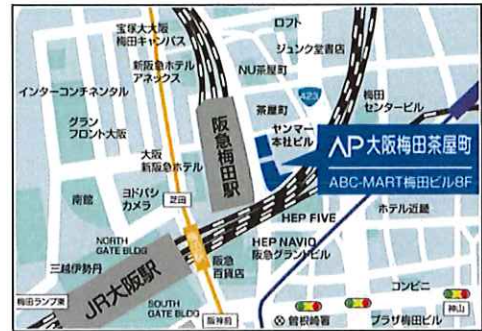 宝塚大大阪
梅田キャンパス
ロフト
ジュンク堂書店
新阪急ホテル
アネックス
NU茶屋町
インターコンチネンタル
423
茶屋町
梅田
センタービル
グラン
フロント大阪
阪急梅田駅
ヤンマー
本社ビル
AP大阪梅田茶屋町
ABC-MART梅田ビル8F
大阪
新阪急ホテル
南館
ヨドバシ
カメラ
芝田
HEP FIVE
ホテル近畿
NORTH
GATE BLDG
HEP NAVIO
阪急グランドビル
三越伊勢丹
阪急
百貨店
JR大阪駅
コンビニ
梅田ランプ東
SOUTH
GATE BLDG
阪神前
曽根崎署
プラザ梅田ビル
神山